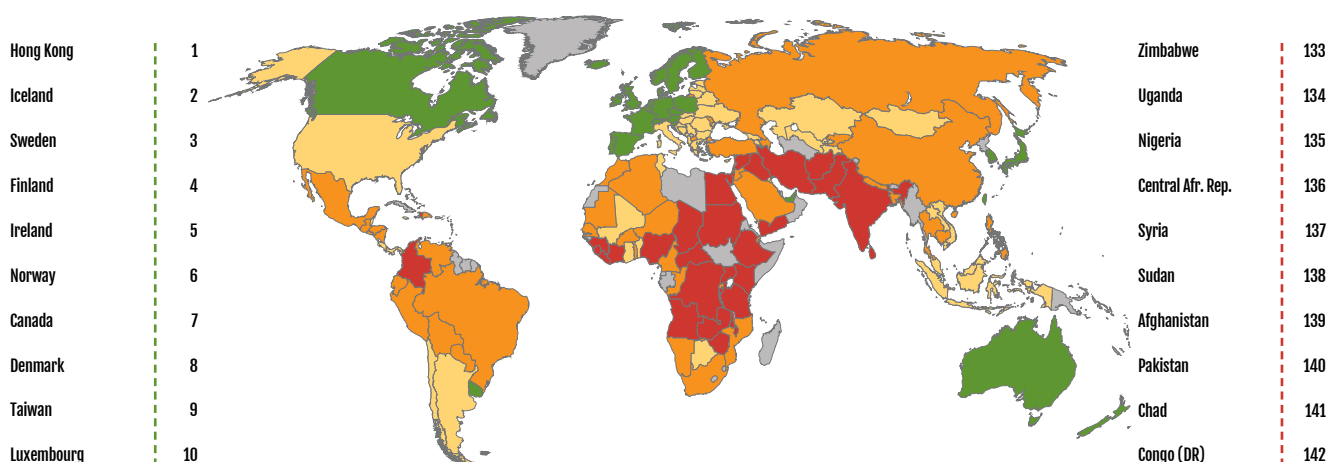 Hong Kong 1
Iceland 2
Sweden 3
Finland 4
Ireland 5
Norway 6
Canada 7
Denmark 8
Taiwan 9
Luxembourg 10
Zimbabwe 133
Uganda 134
Nigeria 135
Central Afr. Rep. 136
Syria 137
Sudan 138
Afghanistan 139
Pakistan 140
Chad 141
Congo (DR) 142